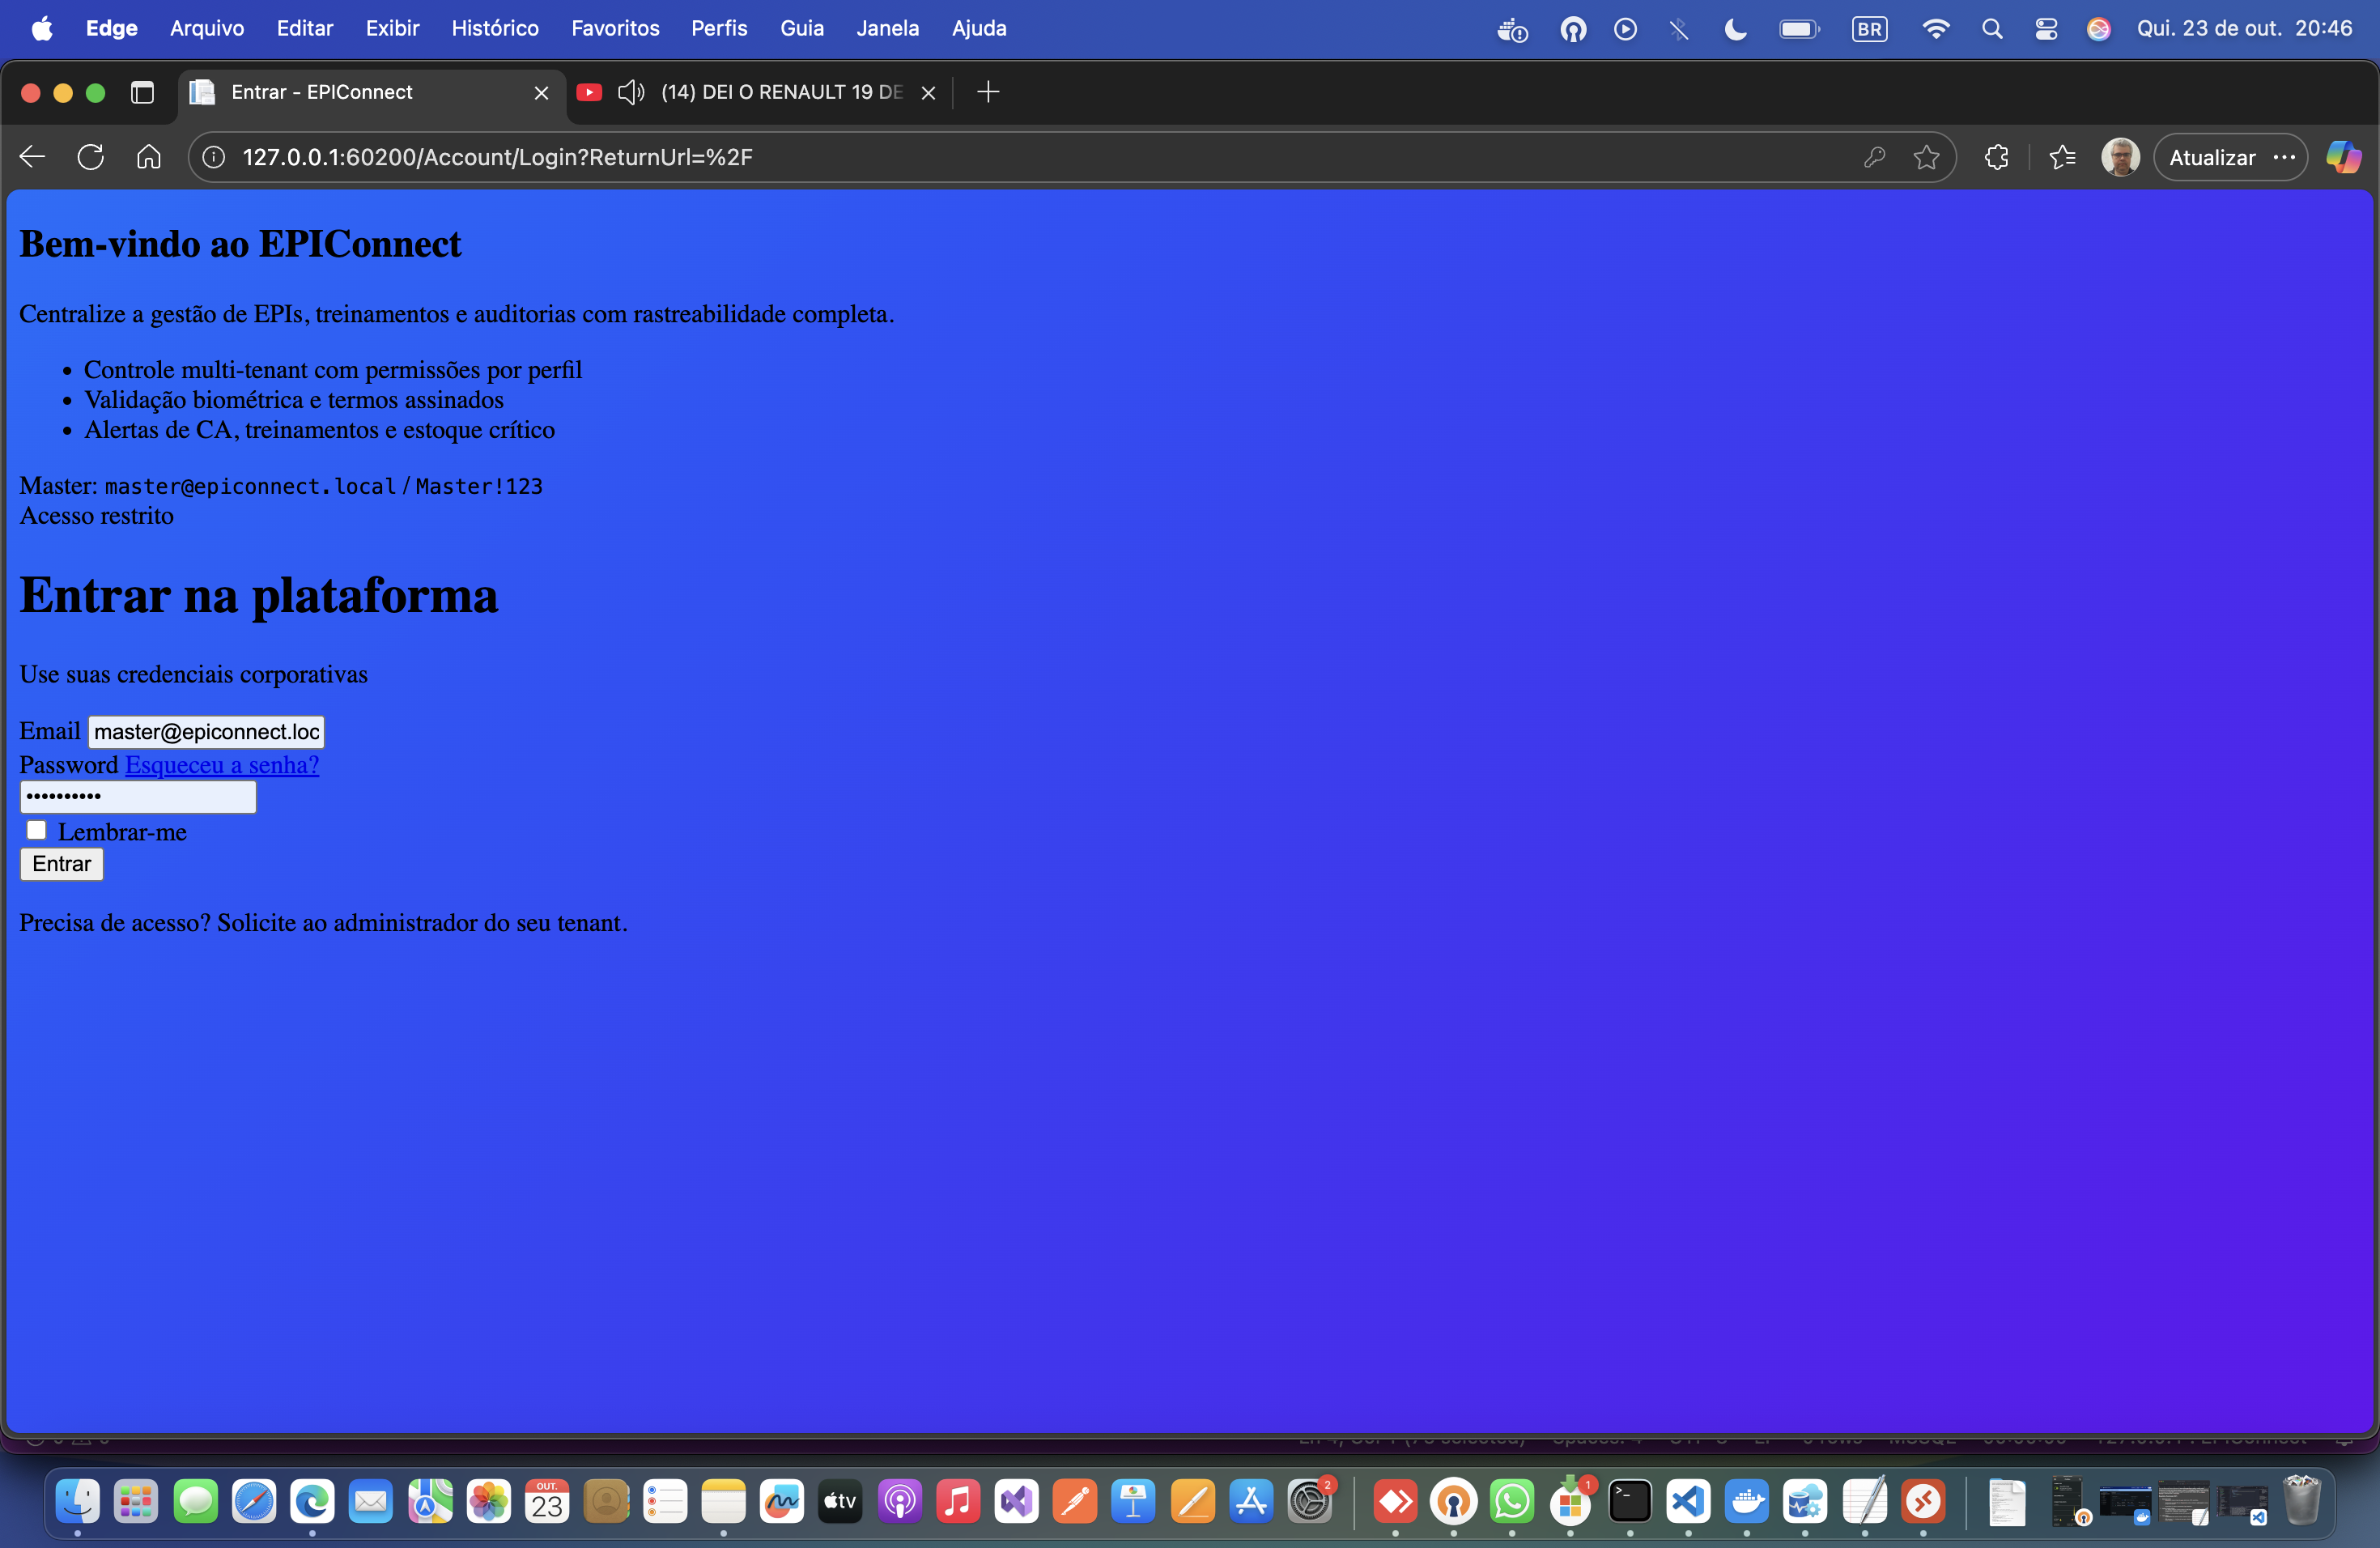 Edge Arquivo Editar Exibir Histórico Favoritos Perfis Guia Janela Ajuda BR Qui. 23 de out. 20:46
Entrar - EPIConnect (14) DEI O RENAULT 19 DE
127.0.0.1:60200/Account/Login?ReturnUrl=%2F Atualizar
Bem-vindo ao EPIConnect
Centralize a gestão de EPIs, treinamentos e auditorias com rastreabilidade completa.
• Controle multi-tenant com permissões por perfil
• Validação biométrica e termos assinados
• Alertas de CA, treinamentos e estoque crítico
Master: master@epiconnect.local / Master!123
Acesso restrito
Entrar na plataforma
Use suas credenciais corporativas
Email master@epiconnect.loc
Password Esqueceu a senha?
••••••••••
Lembrar-me
Entrar
Precisa de acesso? Solicite ao administrador do seu tenant.
OUT.
23
tv
2
1